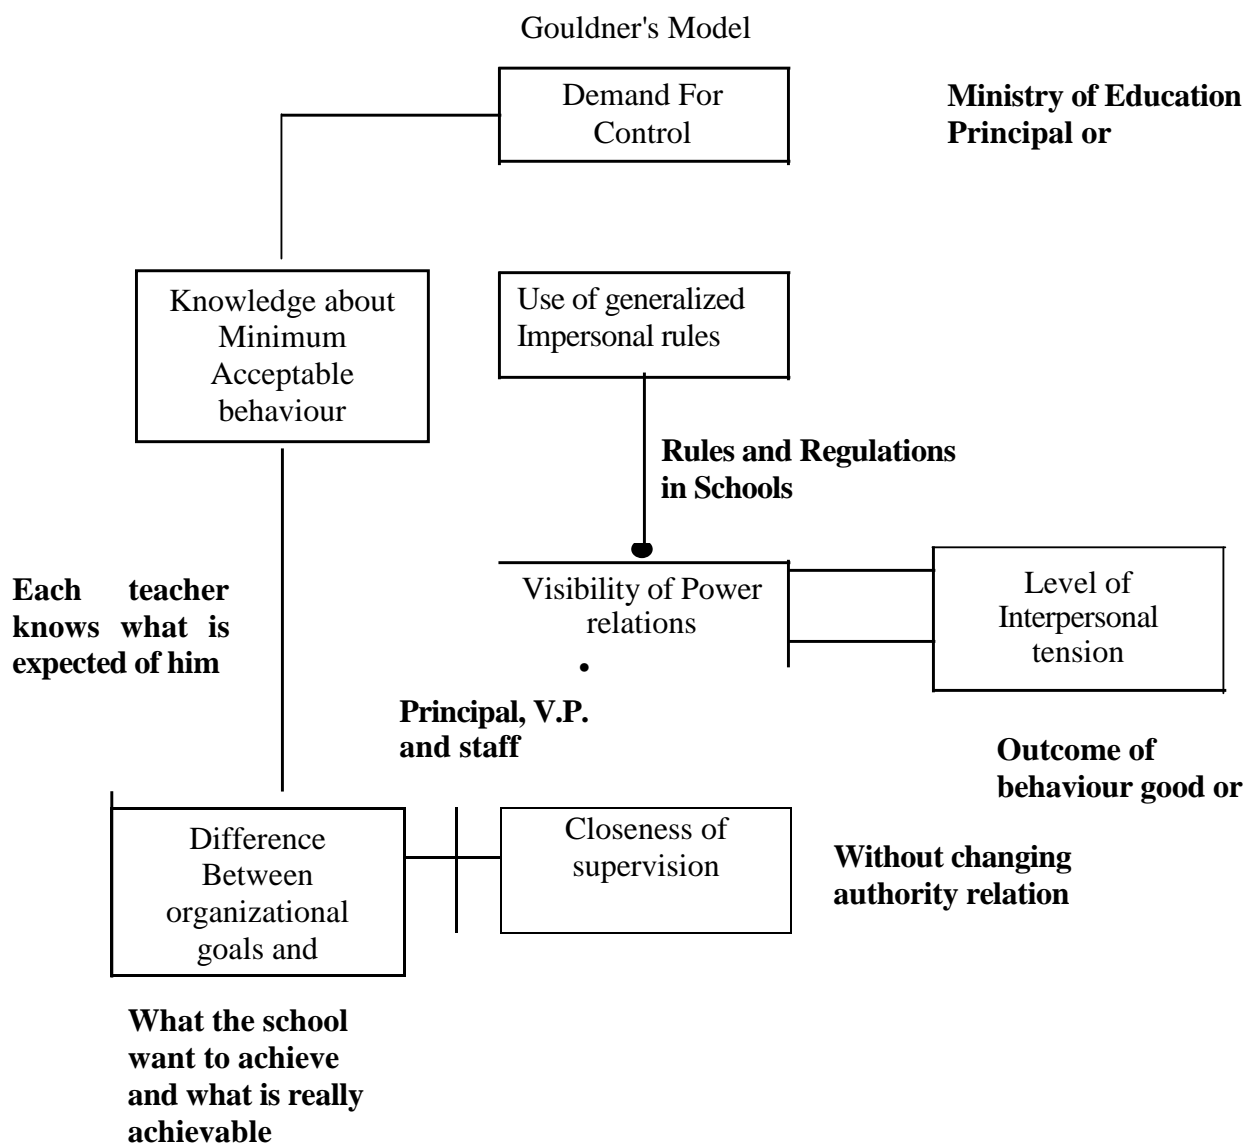 Gouldner's Model
Demand For
Control
Ministry of Education
Principal or
Knowledge about
Minimum
Acceptable
behaviour
Use of generalized
Impersonal rules
Rules and Regulations
in Schools
Each teacher
knows what is
expected of him
Visibility of Power
relations
Level of
Interpersonal
tension
Principal, V.P.
and staff
Outcome of
behaviour good or
Difference
Between
organizational
goals and
Closeness of
supervision
Without changing
authority relation
What the school
want to achieve
and what is really
achievable